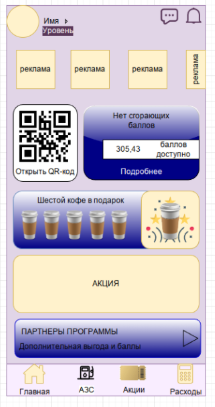 Имя
Уровень
реклама
реклама
реклама
реклама
Открыть QR-код
Нет сгорающих
баллов
305,43
баллов
доступно
Подробнее
Шестой кофе в подарок
АКЦИЯ
ПАРТНЕРЫ ПРОГРАММЫ
Дополнительная выгода и баллы
Главная
АЗС
Акции
Расходы